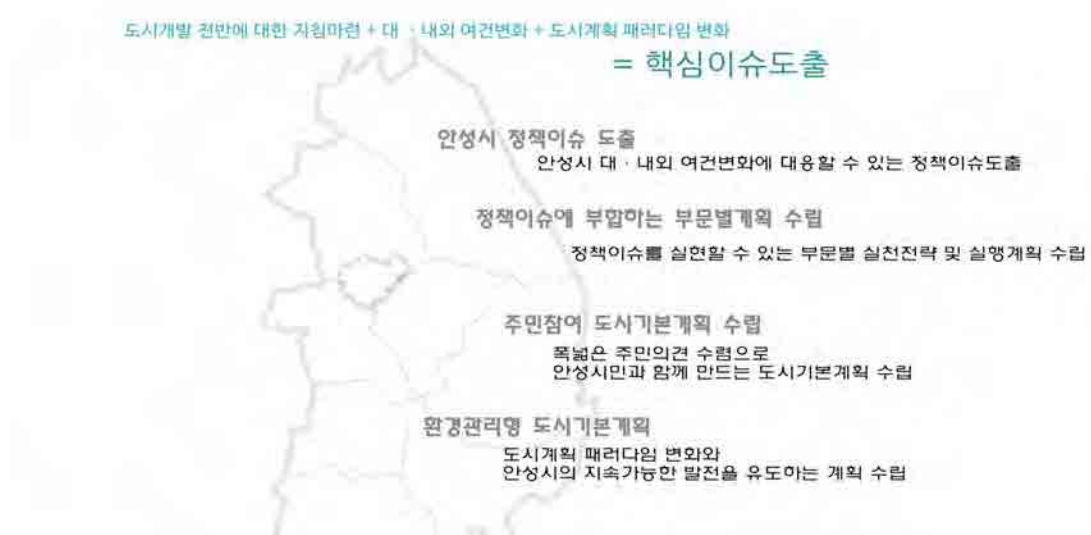 도시개발 전반에 대한 지침마련 + 대 · 내외 여건변화 + 도시계획 패러다임 변화
= 핵심이슈도출
안성시 정책이슈 도출
안성시 대 · 내외 여건변화에 대응할 수 있는 정책이슈도출
정책이슈에 부합하는 부문별계획 수립
정책이슈를 실현할 수 있는 부문별 실천전략 및 실행계획 수립
주민참여 도시기본계획 수립
폭넓은 주민의견 수렴으로
안성시민과 함께 만드는 도시기본계획 수립
환경관리형 도시기본계획
도시계획 패러다임 변화와
안성시의 지속가능한 발전을 유도하는 계획 수립